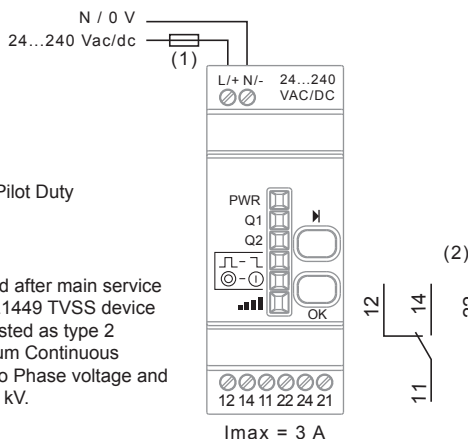 N / 0 V
24...240 Vac/dc
(1)
L/+ N/- 24...240
VAC/DC
Pilot Duty
PWR
Q1
Q2
OK
(2)
d after main service
1449 TVSS device
sted as type 2
um Continuous
o Phase voltage and
kV.
12 14 11 22 24 21
Imax = 3 A
12 14
11